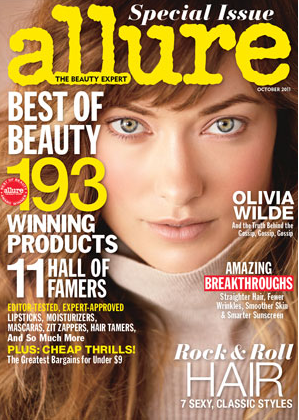 Special Issue
allure
THE BEAUTY EXPERT
OCTOBER 2011
BEST OF
BEAUTY
193
allure
WINNING
PRODUCTS
11 HALL OF
FAMERS
EDITOR-TESTED, EXPERT-APPROVED
LIPSTICKS, MOISTURIZERS,
MASCARAS, ZIT ZAPPERS, HAIR TAMERS,
And So Much More
PLUS: CHEAP THRILLS!
The Greatest Bargains for Under $9
OLIVIA
WILDE
And the Truth Behind the
Gossip, Gossip, Gossip
AMAZING
BREAKTHROUGHS
Straighter Hair, Fewer
Wrinkles, Smoother Skin
& Smarter Sunscreen
Rock & Roll
HAIR
7 SEXY, CLASSIC STYLES